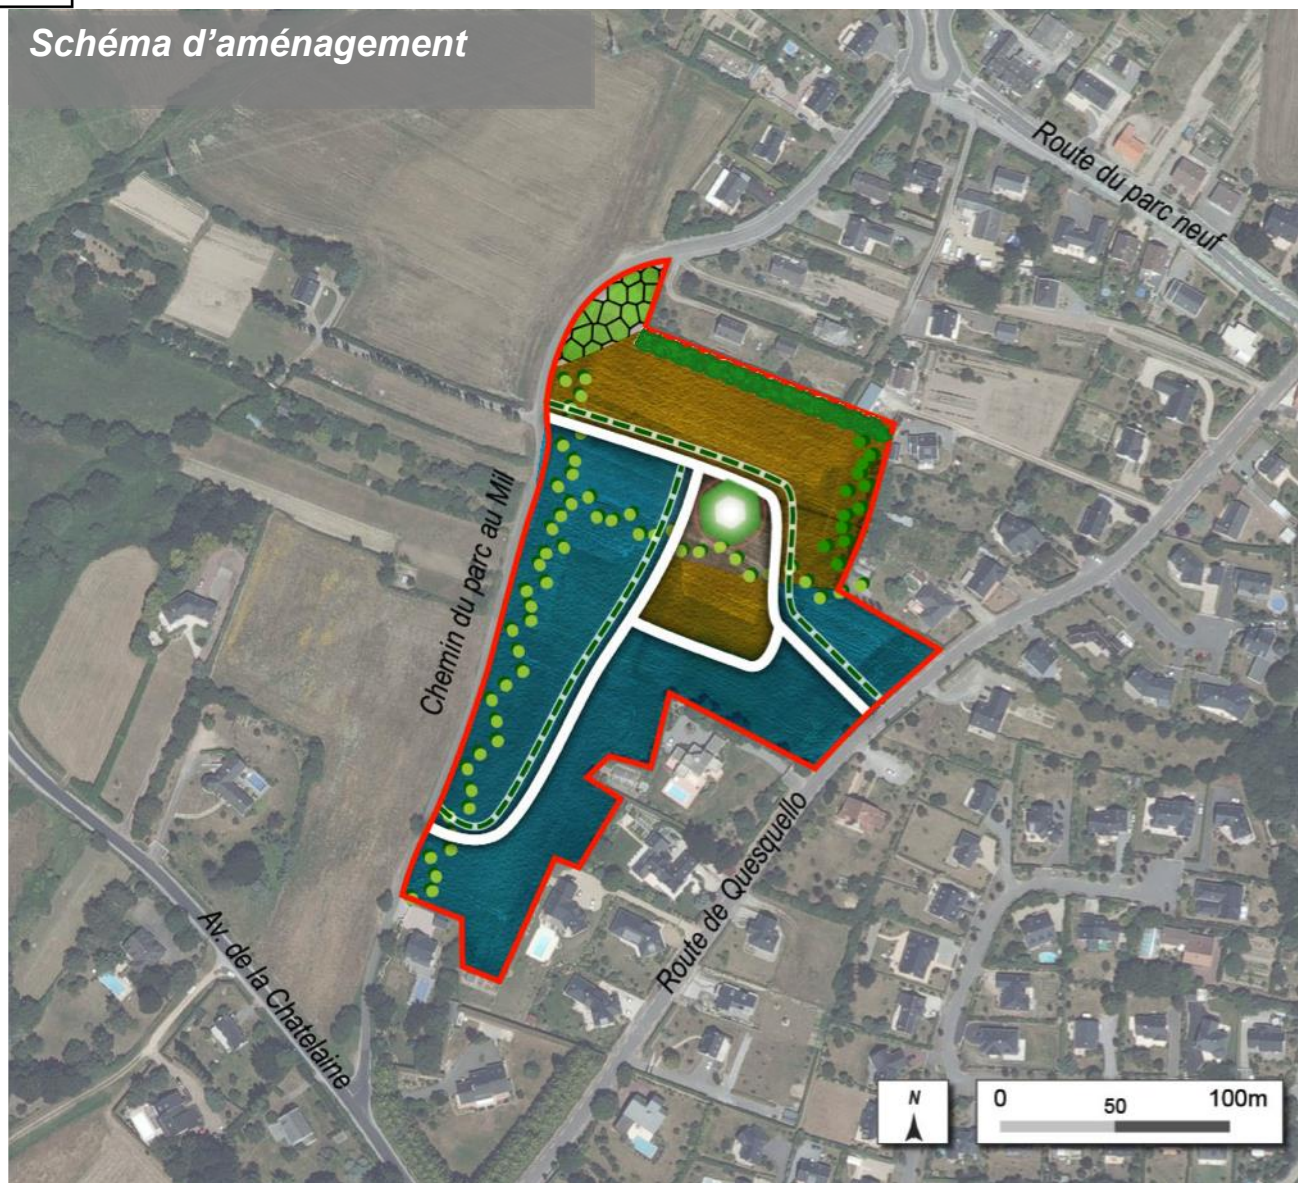 Schéma d'aménagement
Route du parc neuf
Chemin du parc au Mil
Route de Quesquello
Av. de la Chatelaine
N
0 50 100m